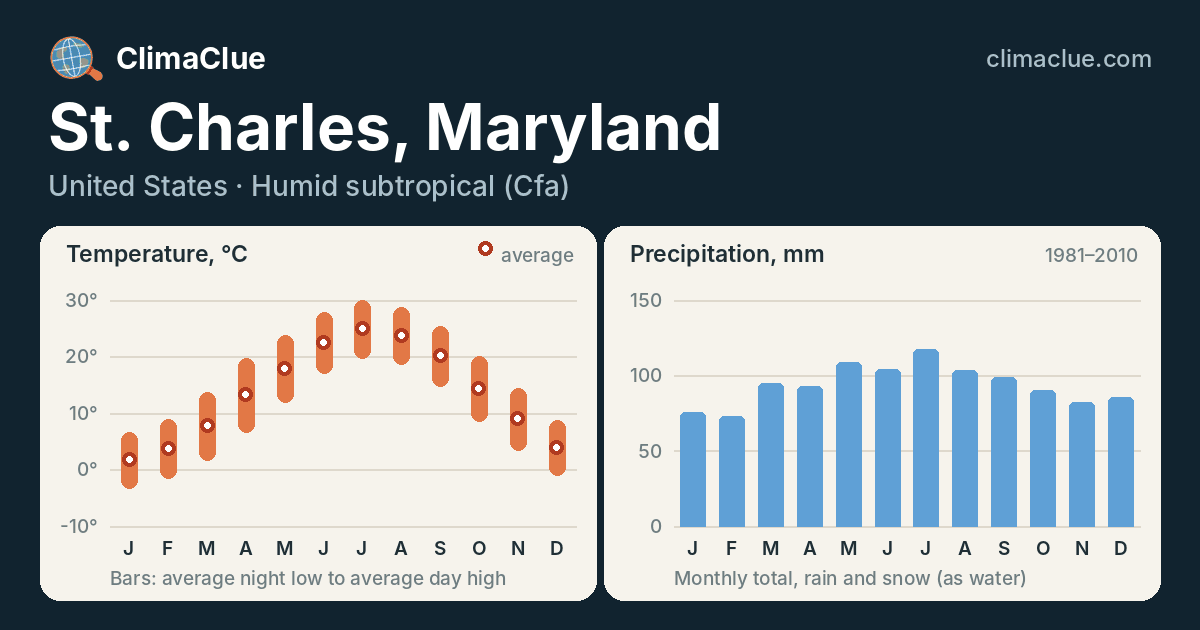 ClimaClue
climaclue.com
St. Charles, Maryland
United States · Humid subtropical (Cfa)
Temperature, °C
average
30°
20°
10°
0°
-10°
J F M A M J J A S O N D
Bars: average night low to average day high
Precipitation, mm
1981–2010
150
100
50
0
J F M A M J J A S O N D
Monthly total, rain and snow (as water)